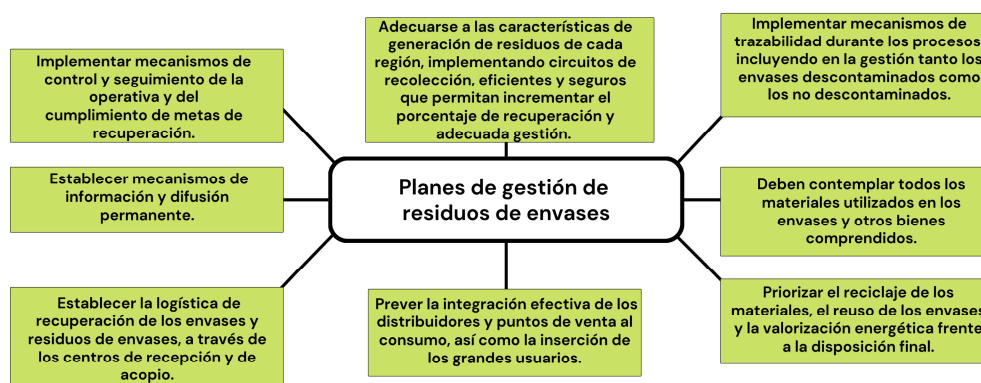 Implementar mecanismos de
control y seguimiento de la
operativa y del
cumplimiento de metas de
recuperación.
Adecuarse a las características de
generación de residuos de cada
región, implementando circuitos de
recolección, eficientes y seguros
que permitan incrementar el
porcentaje de recuperación y
adecuada gestión.
Implementar mecanismos de
trazabilidad durante los procesos
incluyendo en la gestión tanto los
envases descontaminados como
los no descontaminados.
Establecer mecanismos de
información y difusión
permanente.
Planes de gestión de
residuos de envases
Deben contemplar todos los
materiales utilizados en los
envases y otros bienes
comprendidos.
Establecer la logística de
recuperación de los envases y
residuos de envases, a través de
los centros de recepción y de
acopio.
Prever la integración efectiva de los
distribuidores y puntos de venta al
consumo, así como la inserción de
los grandes usuarios.
Priorizar el reciclaje de los
materiales, el reuso de los envases
y la valorización energética frente
a la disposición final.